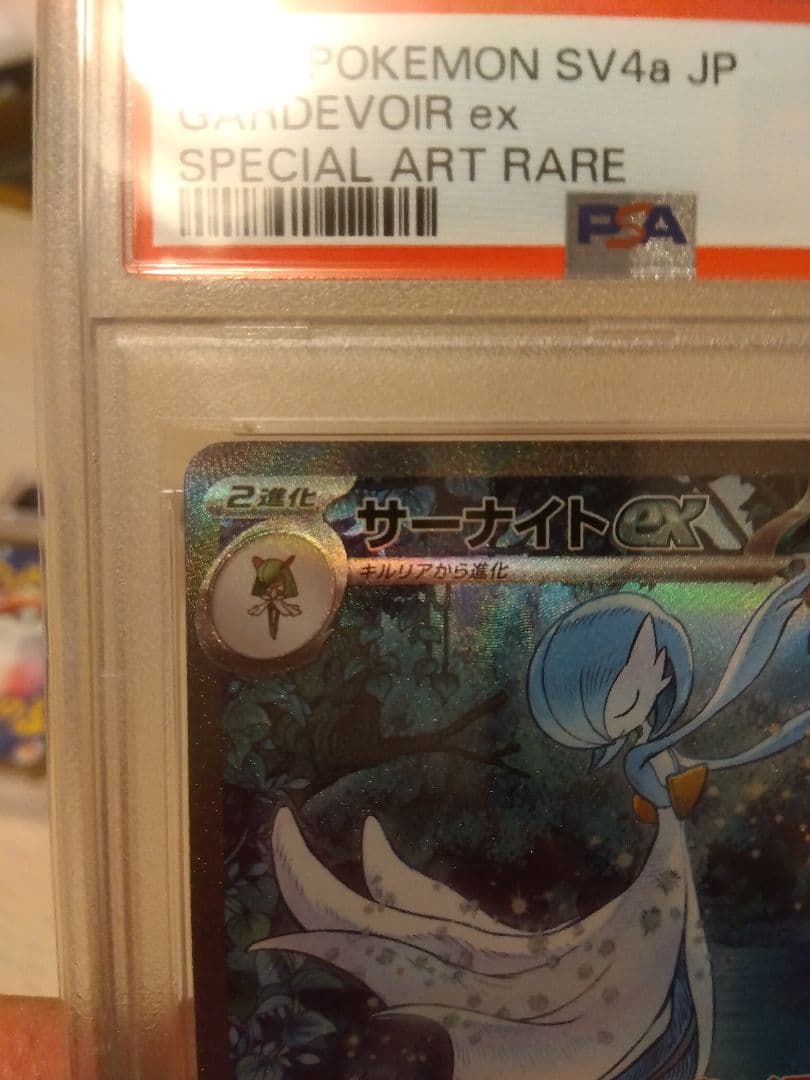 POKEMON SV4a JP
GARDEVOIR ex
SPECIAL ART RARE
PSA
2進化
サーナイトex
キルリアから進化